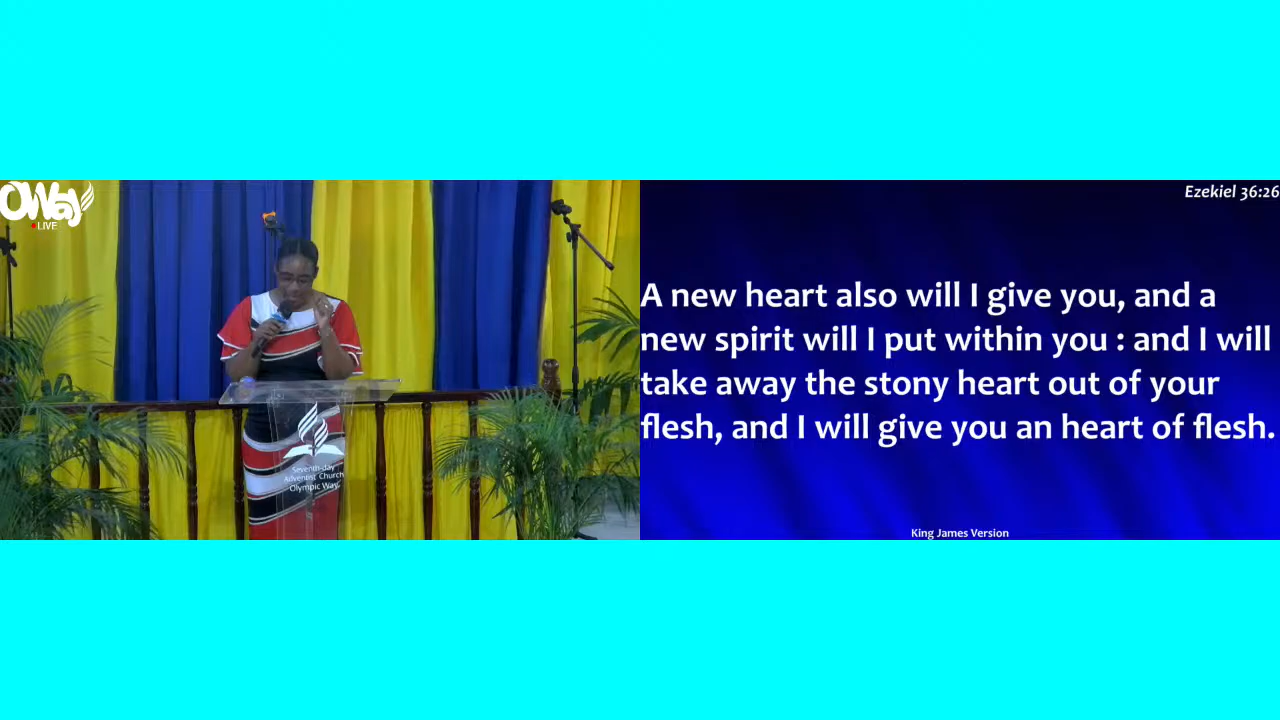 OWay
LIVE
Seventh-day
Adventist Church
Olympic Way
Ezekiel 36:26
A new heart also will I give you, and a
new spirit will I put within you : and I will
take away the stony heart out of your
flesh, and I will give you an heart of flesh.
King James Version